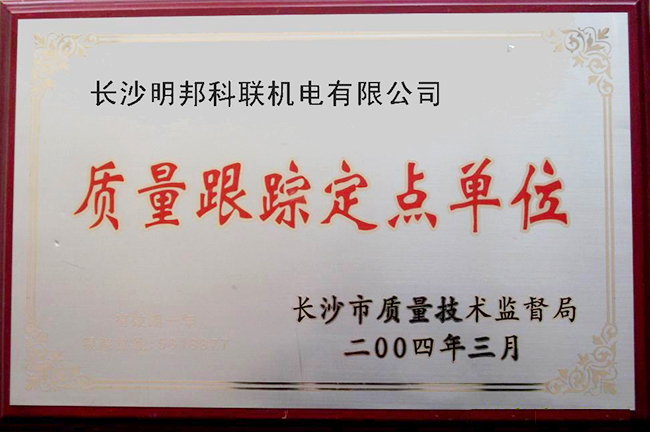 长沙明邦科联机电有限公司
质量跟踪定点单位
长沙市质量技术监督局
二00四年三月